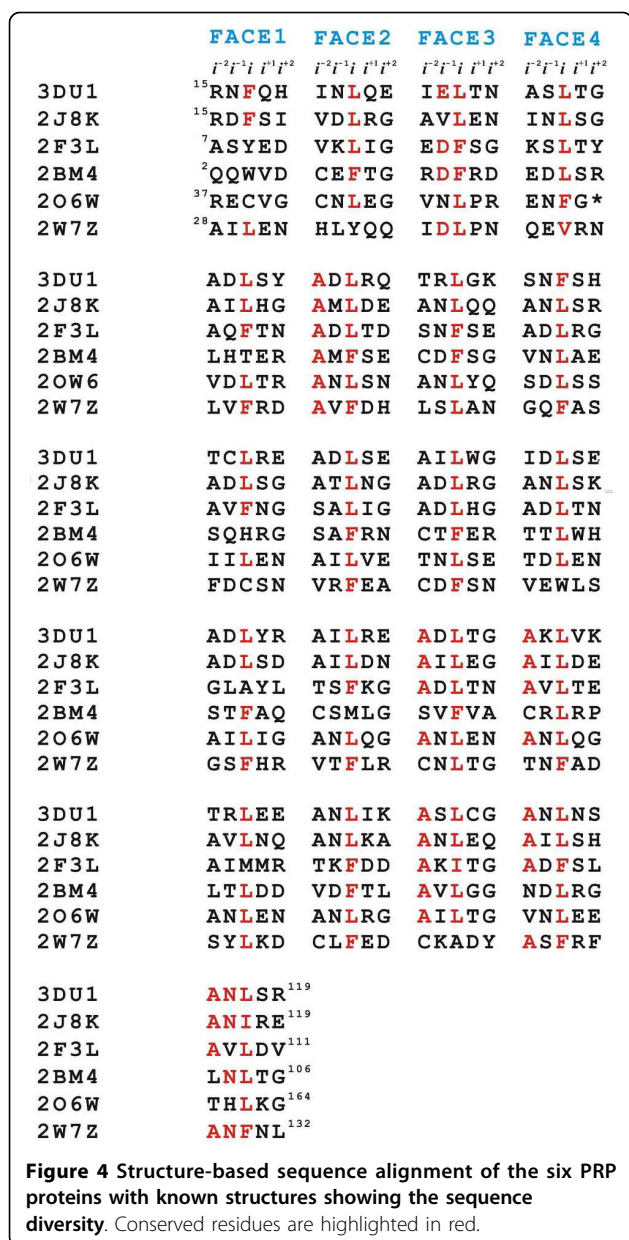 FACE1 FACE2 FACE3 FACE4
i-2 i-1 i i+1 i+2 i-2 i-1 i i+1 i+2 i-2 i-1 i i+1 i+2 i-2 i-1 i i+1 i+2
3DU1 15RNFQH INLQE IELTN ASLTG
2J8K 15RDFSI VDLRG AVLEN INLSG
2F3L 7ASYED VKLIG EDFSG KSLTY
2BM4 2QQWVD CEFTG RDFRD EDLSR
2O6W 37RECVG CNLEG VNLPR ENFG*
2W7Z 28AILEN HLYQQ IDLPN QEVRN
3DU1 ADLSY ADLRQ TRLGK SNFSH
2J8K AILHG AMLDE ANLQQ ANLSR
2F3L AQFTN ADLTD SNFSE ADLRG
2BM4 LHTER AMFSE CDFSG VNLAE
2OW6 VDLTR ANLSN ANLYQ SDLSS
2W7Z LVFRD AVFDH LSLAN GQFAS
3DU1 TCLRE ADLSE AILWG IDLSE
2J8K ADLSG ATLNG ADLRG ANLSK
2F3L AVFNG SALIG ADLHG ADLTN
2BM4 SQHRG SAFRN CTFER TTLWH
2O6W IILEN AILVE TNLSE TDLEN
2W7Z FDCSN VRFEA CDFSN VEWLS
3DU1 ADLYR AILRE ADLTG AKLVK
2J8K ADLSD AILDN AILEG AILDE
2F3L GLAYL TSFKG ADLTN AVLTE
2BM4 STFAQ CSMLG SVFVA CRLRP
2O6W AILIG ANLQG ANLEN ANLQG
2W7Z GSFHR VTFLR CNLTG TNFAD
3DU1 TRLEE ANLIK ASLCG ANLNS
2J8K AVLNQ ANLKA ANLEQ AILSH
2F3L AIMMR TKFDD AKITG ADFSL
2BM4 LTLDD VDFTL AVLGG NDLRG
2O6W ANLEN ANLRG AILTG VNLEE
2W7Z SYLKD CLFED CKADY ASFRF
3DU1 ANLSR119
2J8K ANIRE119
2F3L AVLDV111
2BM4 LNLTG106
2O6W THLKG164
2W7Z ANFNL132
Figure 4 Structure-based sequence alignment of the six PRP
proteins with known structures showing the sequence
diversity. Conserved residues are highlighted in red.